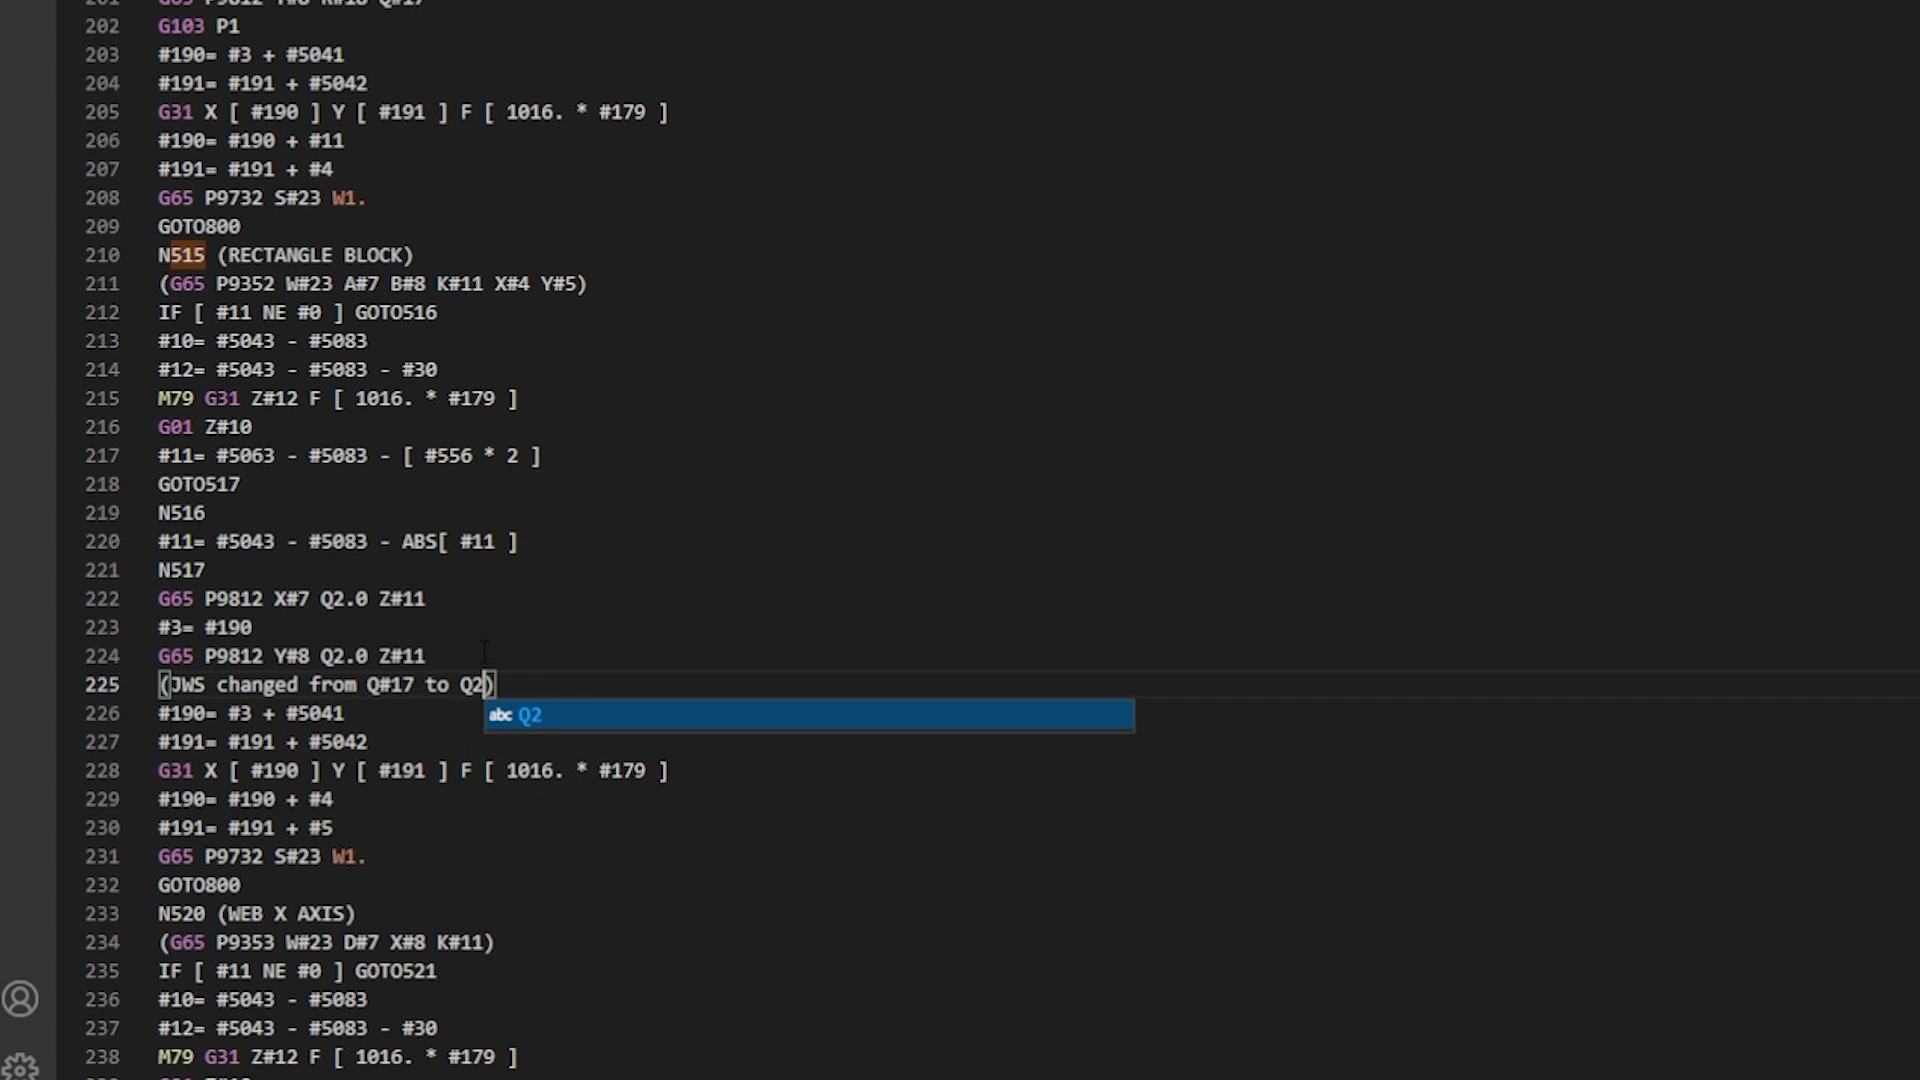 201 G65 P9812 Y#8 R#18 Q#17
202 G103 P1
203 #190= #3 + #5041
204 #191= #191 + #5042
205 G31 X [ #190 ] Y [ #191 ] F [ 1016. * #179 ]
206 #190= #190 + #11
207 #191= #191 + #4
208 G65 P9732 S#23 W1.
209 GOTO800
210 N515 (RECTANGLE BLOCK)
211 (G65 P9352 W#23 A#7 B#8 K#11 X#4 Y#5)
212 IF [ #11 NE #0 ] GOTO516
213 #10= #5043 - #5083
214 #12= #5043 - #5083 - #30
215 M79 G31 Z#12 F [ 1016. * #179 ]
216 G01 Z#10
217 #11= #5063 - #5083 - [ #556 * 2 ]
218 GOTO517
219 N516
220 #11= #5043 - #5083 - ABS[ #11 ]
221 N517
222 G65 P9812 X#7 Q2.0 Z#11
223 #3= #190
224 G65 P9812 Y#8 Q2.0 Z#11
225 (JWS changed from Q#17 to Q2)
abc Q2
226 #190= #3 + #5041
227 #191= #191 + #5042
228 G31 X [ #190 ] Y [ #191 ] F [ 1016. * #179 ]
229 #190= #190 + #4
230 #191= #191 + #5
231 G65 P9732 S#23 W1.
232 GOTO800
233 N520 (WEB X AXIS)
234 (G65 P9353 W#23 D#7 X#8 K#11)
235 IF [ #11 NE #0 ] GOTO521
236 #10= #5043 - #5083
237 #12= #5043 - #5083 - #30
238 M79 G31 Z#12 F [ 1016. * #179 ]